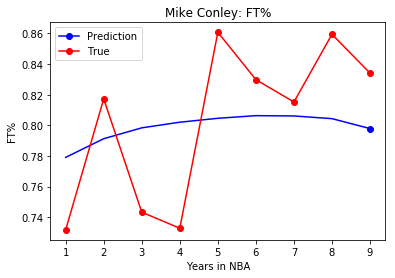 Mike Conley: FT%
Prediction
True
FT%
0.86
0.84
0.82
0.80
0.78
0.76
0.74
1 2 3 4 5 6 7 8 9
Years in NBA